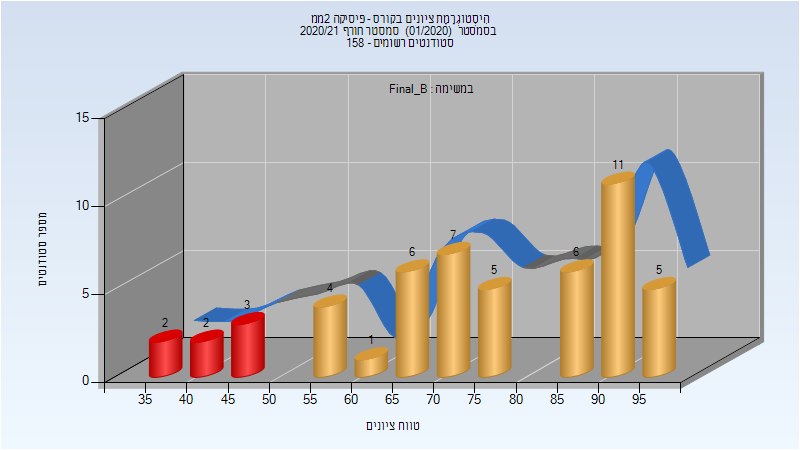 היסטוגרמת ציונים בקורס - פיסיקה 2ממ
בסמסטר (01/2020) סמסטר חורף 2020/21
סטודנטים רשומים - 158
במשימה : Final_B
מספר סטודנטים
15
10
5
0
2
2
3
4
1
6
7
5
6
11
5
35 40 45 50 55 60 65 70 75 80 85 90 95
טווח ציונים